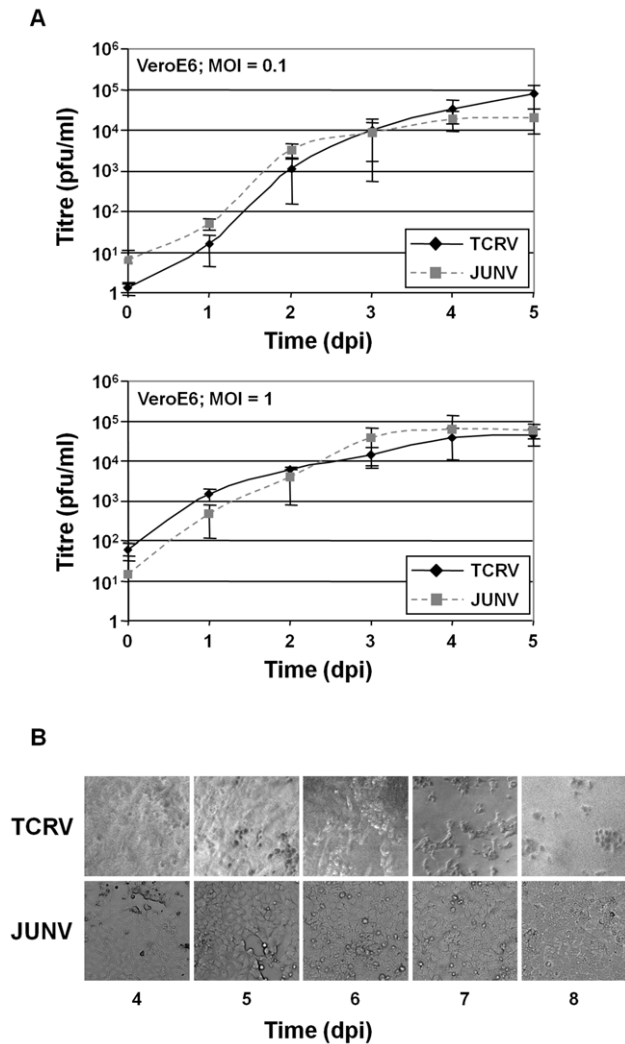 A
VeroE6; MOI = 0.1
Titre (pfu/ml)
10⁶
10⁵
10⁴
10³
10²
10¹
1
TCRV
JUNV
0 1 2 3 4 5
Time (dpi)
VeroE6; MOI = 1
Titre (pfu/ml)
10⁶
10⁵
10⁴
10³
10²
10¹
1
TCRV
JUNV
0 1 2 3 4 5
Time (dpi)
B
TCRV
JUNV
4 5 6 7 8
Time (dpi)